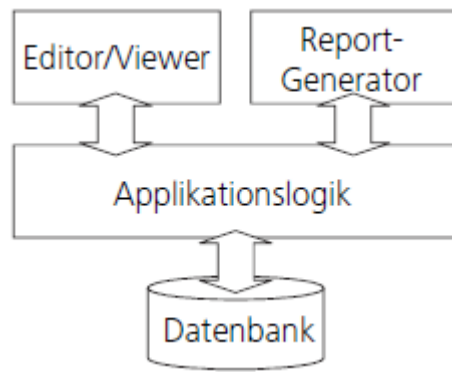 Editor/Viewer
Report-
Generator
Applikationslogik
Datenbank